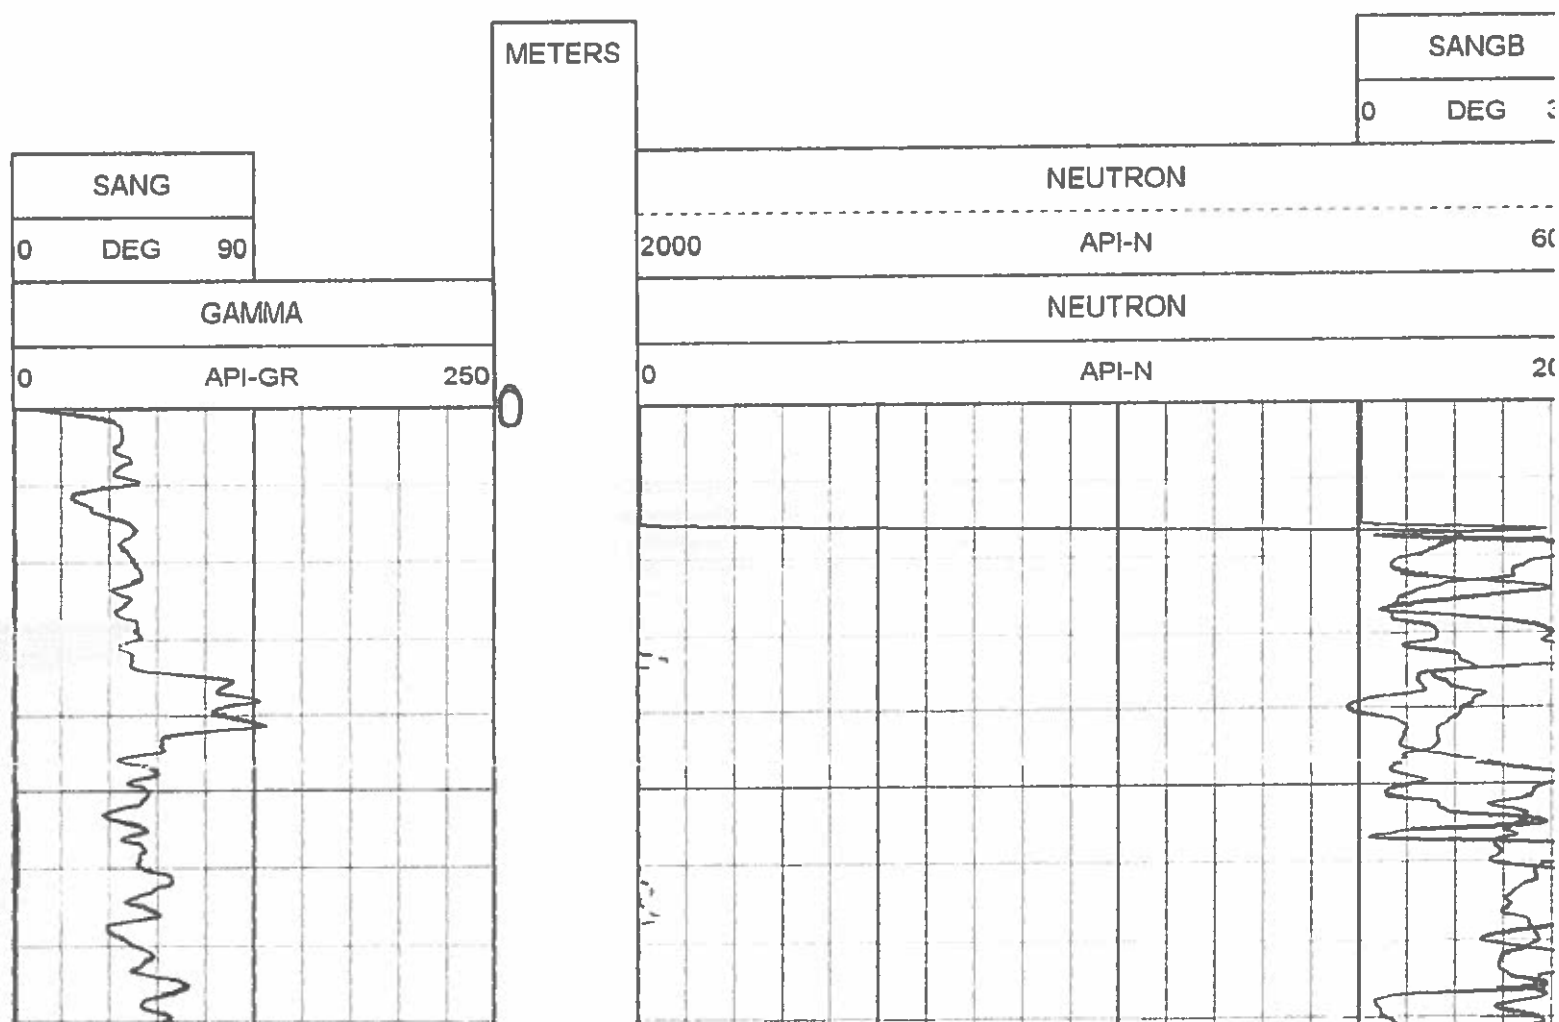 METERS
SANGB
0 DEG
SANG
0 DEG 90
NEUTRON
2000 API-N
GAMMA
NEUTRON
0 API-GR 250
0 API-N
0